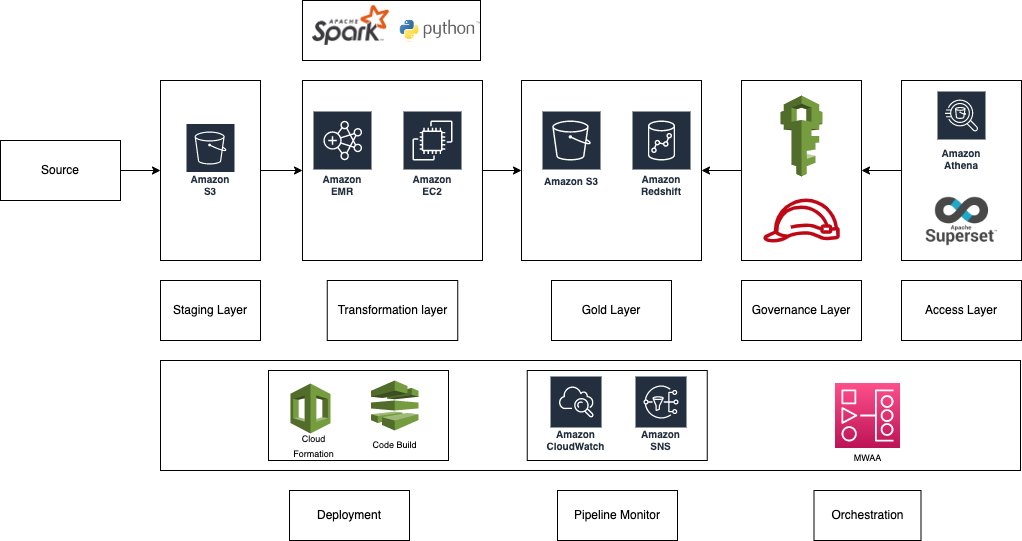 APACHE
Spark
python
Source
Amazon
S3
Amazon
EMR
Amazon
EC2
Amazon S3
Amazon
Redshift
Amazon
Athena
Apache
Superset
Staging Layer
Transformation layer
Gold Layer
Governance Layer
Access Layer
Cloud
Formation
Code Build
Amazon
CloudWatch
Amazon
SNS
MWAA
Deployment
Pipeline Monitor
Orchestration